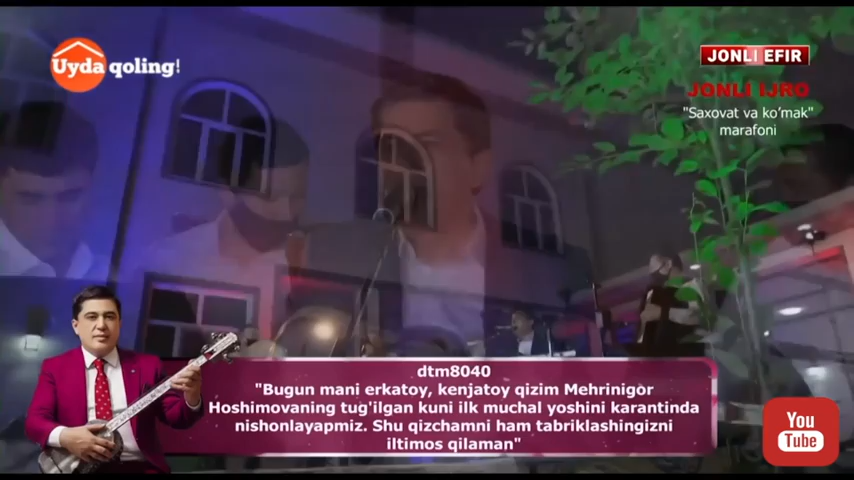 Uyda qoling!
JONLI EFIR
JONLI IJRO
"Saxovat va ko'mak"
marafoni
dtm8040
"Bugun mani erkatoy, kenjatoy qizim Mehrinigor
Hoshimovaning tug'ilgan kuni ilk muchal yoshini karantinda
nishonlayapmiz. Shu qizchamni ham tabriklashingizni
iltimos qilaman"
You
Tube